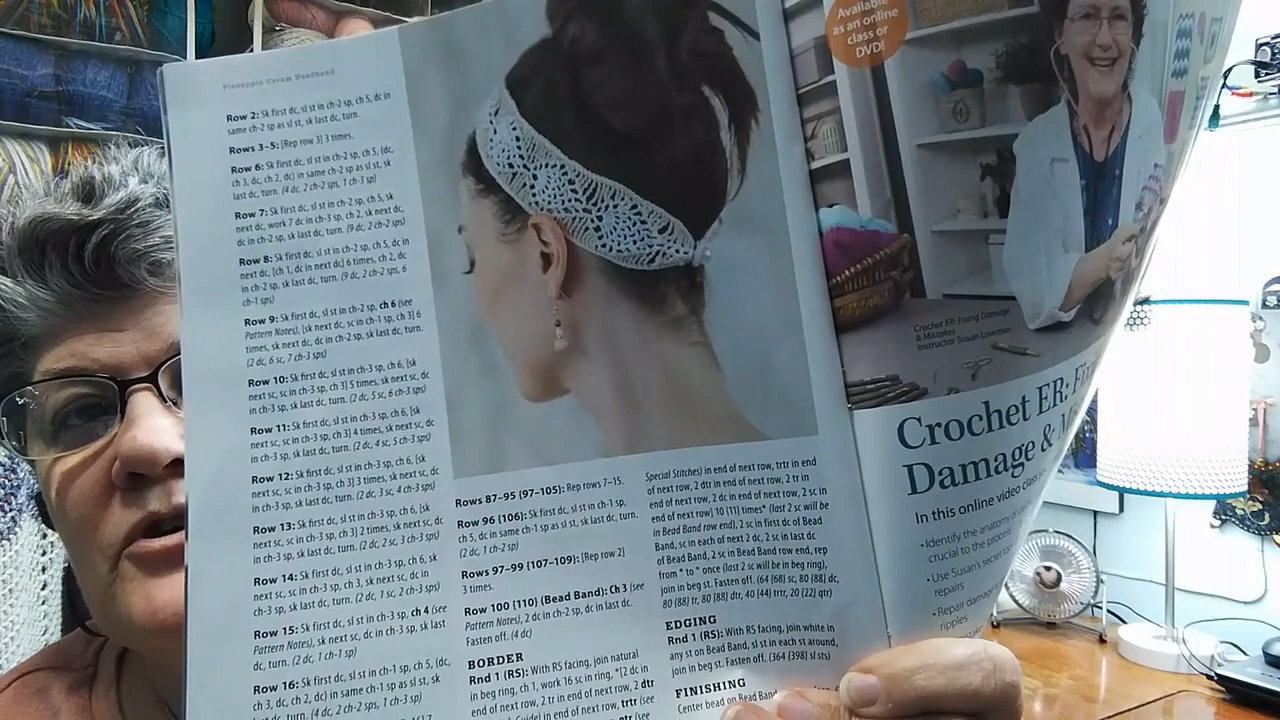 Pineapple Cream Headband
Row 2: Sk first dc, sl st in ch-2 sp, ch 5, dc in
same ch-2 sp as sl st, sk last dc, turn.
Rows 3–5: [Rep row 3] 3 times.
Row 6: Sk first dc, sl st in ch-2 sp, ch 5, (dc,
ch 3, dc, ch 2, dc) in same ch-2 sp as sl st, sk
last dc, turn. (4 dc, 2 ch-2 sps, 1 ch-3 sp)
Row 7: Sk first dc, sl st in ch-2 sp, ch 5, sk
next dc, work 7 dc in ch-3 sp, ch 2, sk next dc,
dc in ch-2 sp, sk last dc, turn. (9 dc, 2 ch-2 sps)
Row 8: Sk first dc, sl st in ch-2 sp, ch 5, dc in
next dc, [ch 1, dc in next dc] 6 times, ch 2, dc
in ch-2 sp, sk last dc, turn. (9 dc, 2 ch-2 sps, 6
ch-1 sps)
Row 9: Sk first dc, sl st in ch-2 sp, ch 6 (see
Pattern Notes), [sk next dc, sc in ch-1 sp, ch 3] 6
times, sk next dc, dc in ch-2 sp, sk last dc, turn.
(2 dc, 6 sc, 7 ch-3 sps)
Row 10: Sk first dc, sl st in ch-3 sp, ch 6, [sk
next sc, sc in ch-3 sp, ch 3] 5 times, sk next sc, dc
in ch-3 sp, sk last dc, turn. (2 dc, 5 sc, 6 ch-3 sps)
Row 11: Sk first dc, sl st in ch-3 sp, ch 6, [sk
next sc, sc in ch-3 sp, ch 3] 4 times, sk next sc, dc
in ch-3 sp, sk last dc, turn. (2 dc, 4 sc, 5 ch-3 sps)
Row 12: Sk first dc, sl st in ch-3 sp, ch 6, [sk
next sc, sc in ch-3 sp, ch 3] 3 times, sk next sc, dc
in ch-3 sp, sk last dc, turn. (2 dc, 3 sc, 4 ch-3 sps)
Row 13: Sk first dc, sl st in ch-3 sp, ch 6, [sk
next sc, sc in ch-3 sp, ch 3] 2 times, sk next sc, dc
in ch-3 sp, sk last dc, turn. (2 dc, 2 sc, 3 ch-3 sps)
Row 14: Sk first dc, sl st in ch-3 sp, ch 6, sk
next sc, sc in ch-3 sp, ch 3, sk next sc, dc in
ch-3 sp, sk last dc, turn. (2 dc, 1 sc, 2 ch-3 sps)
Row 15: Sk first dc, sl st in ch-3 sp, ch 4 (see
Pattern Notes), sk next sc, dc in ch-3 sp, sk last
dc, turn. (2 dc, 1 ch-1 sp)
Row 16: Sk first dc, sl st in ch-1 sp, ch 5, (dc,
ch 3, dc, ch 2, dc) in same ch-1 sp as sl st, sk
last dc, turn. (4 dc, 2 ch-2 sps, 1 ch-3 sp)
Rows 87–95 (97–105): Rep rows 7–15.
Row 96 (106): Sk first dc, sl st in ch-1 sp,
ch 5, dc in same ch-1 sp as sl st, sk last dc, turn.
(2 dc, 1 ch-2 sp)
Rows 97–99 (107–109): [Rep row 2]
3 times.
Row 100 (110) (Bead Band): Ch 3 (see
Pattern Notes), 2 dc in ch-2 sp, dc in last dc.
Fasten off. (4 dc)
BORDER
Rnd 1 (RS): With RS facing, join natural
in beg ring, ch 1, work 16 sc in ring, *[2 dc in
end of next row, 2 tr in end of next row, 2 dtr
Guide) in end of next row, trtr (see
Special Stitches) in end of next row, trtr in end
of next row, 2 dtr in end of next row, 2 tr in
end of next row, 2 dc in end of next row, 2 sc in
end of next row] 10 (11) times* (last 2 sc will be
in Bead Band row end), 2 sc in first dc of Bead
Band, sc in each of next 2 dc, 2 sc in last dc
of Bead Band, 2 sc in Bead Band row end, rep
from * to * once (last 2 sc will be in beg ring),
join in beg st. Fasten off. (64 (68) sc, 80 (88) dc,
80 (88) tr, 80 (88) dtr, 40 (44) trtr, 20 (22) qtr)
EDGING
Rnd 1 (RS): With RS facing, join white in
any st on Bead Band, sl st in each st around,
join in beg st. Fasten off. (364 (398) sl sts)
FINISHING
Center bead on Bead Band
Available
as an online
class or
DVD!
Crochet ER: Fixing Damage
& Mistakes
Instructor Susan Lowman
Crochet ER:
Damage &
In this online video
• Identify the anatomy of
crucial to the process
• Use Susan's secret
repairs
• Repair damage
ripples